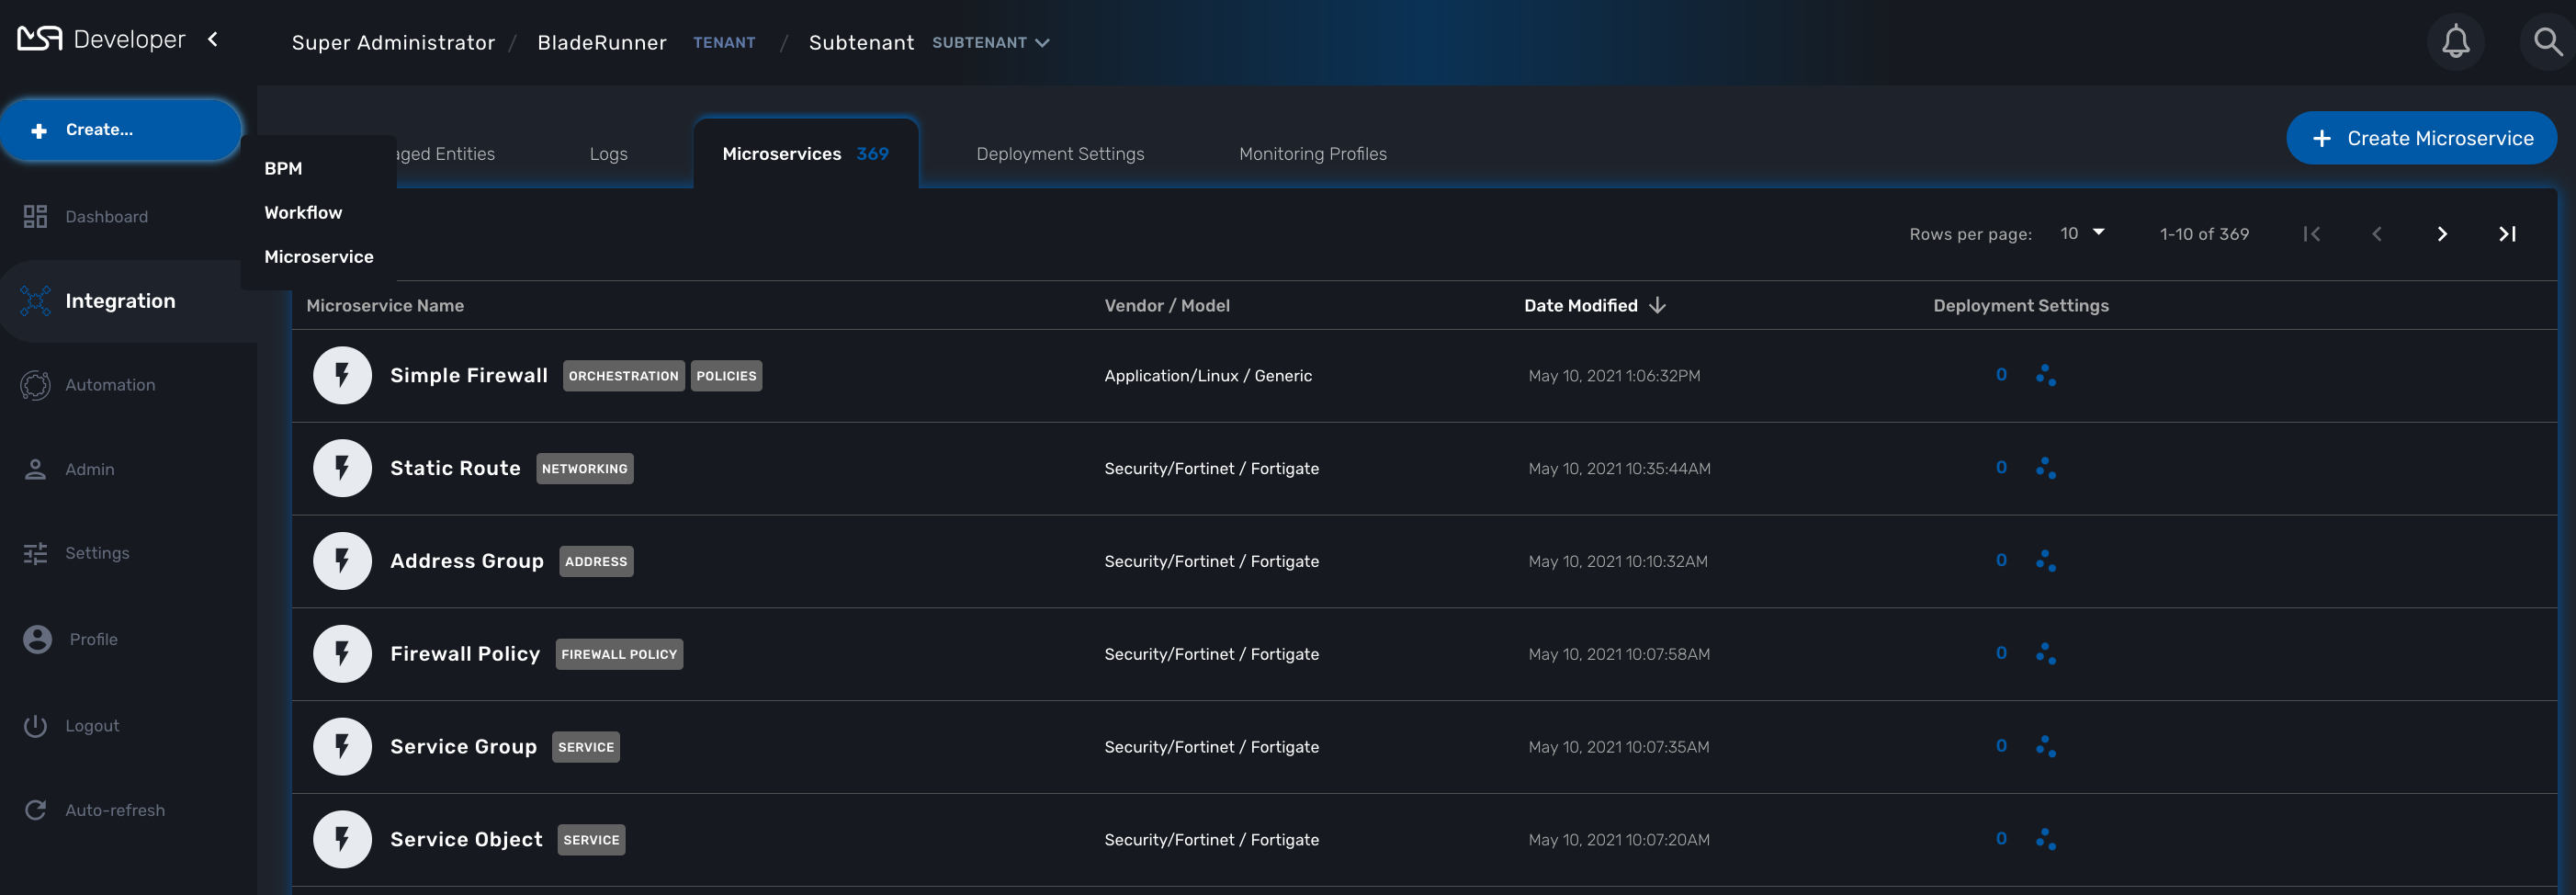 MSA Developer
Super Administrator / BladeRunner TENANT / Subtenant SUBTENANT
+ Create...
BPM
Workflow
Microservice
aged Entities
Logs
Microservices 369
Deployment Settings
Monitoring Profiles
+ Create Microservice
Dashboard
Integration
Automation
Admin
Settings
Profile
Logout
Auto-refresh
Rows per page: 10 1-10 of 369
Microservice Name Vendor / Model Date Modified Deployment Settings
Simple Firewall ORCHESTRATION POLICIES Application/Linux / Generic May 10, 2021 1:06:32PM 0
Static Route NETWORKING Security/Fortinet / Fortigate May 10, 2021 10:35:44AM 0
Address Group ADDRESS Security/Fortinet / Fortigate May 10, 2021 10:10:32AM 0
Firewall Policy FIREWALL POLICY Security/Fortinet / Fortigate May 10, 2021 10:07:58AM 0
Service Group SERVICE Security/Fortinet / Fortigate May 10, 2021 10:07:35AM 0
Service Object SERVICE Security/Fortinet / Fortigate May 10, 2021 10:07:20AM 0